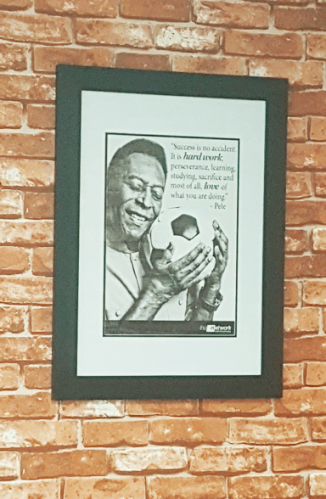 "Success is no accident.
It is hard work,
perseverance, learning,
studying, sacrifice and
most of all, love of
what you are doing"
- Pele